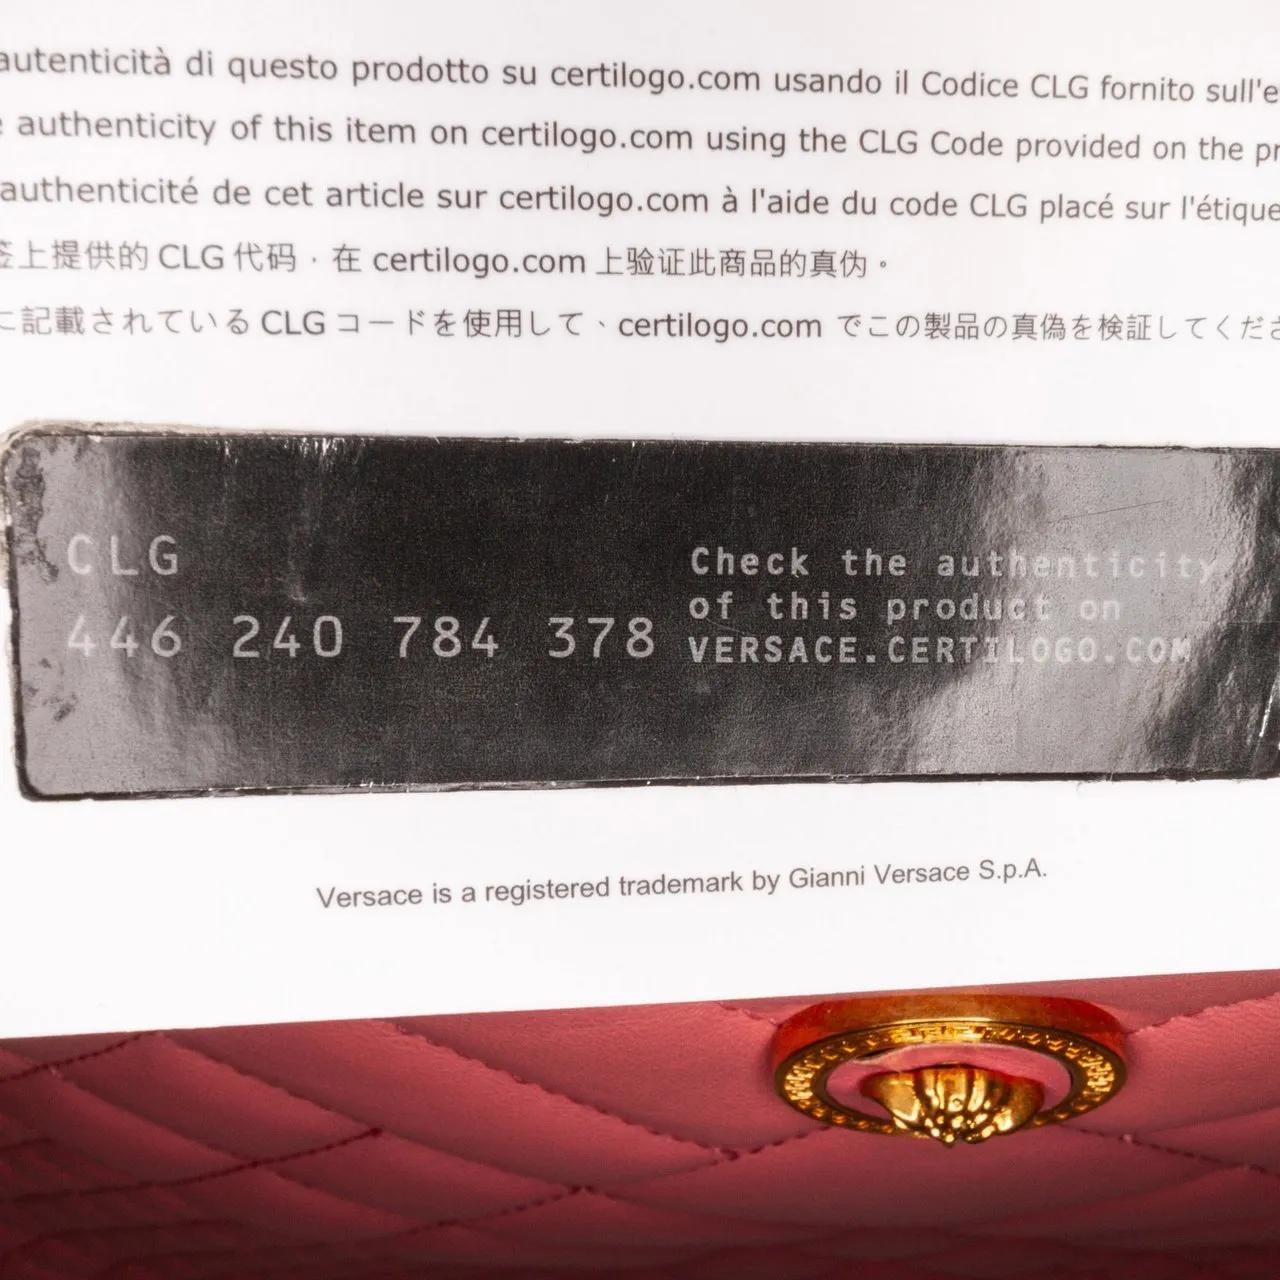 autenticità di questo prodotto su certilogo.com usando il Codice CLG fornito
authenticity of this item on certilogo.com using the CLG Code provided on the
authenticité de cet article sur certilogo.com à l'aide du code CLG placé sur
上提供的 CLG 代码，在 certilogo.com 上验证此商品的真伪。
に記載されている CLG コードを使用して、certilogo.com でこの製品の真偽を検証してくださ
CLG
446 240 784 378
Check the authenticity
of this product on
VERSACE.CERTILOGO.COM
Versace is a registered trademark by Gianni Versace S.p.A.